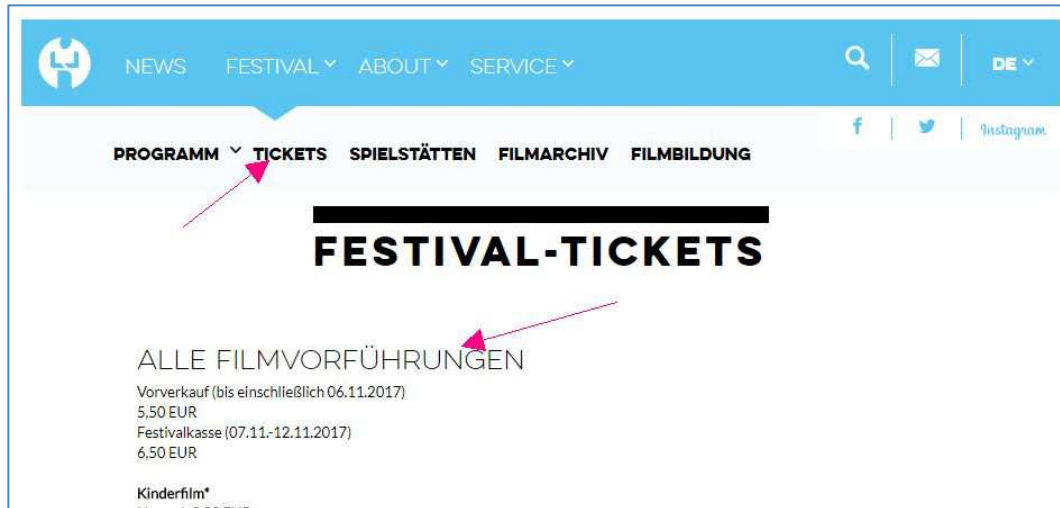 NEWS FESTIVAL ABOUT SERVICE DE
f Instagram
PROGRAMM TICKETS SPIELSTÄTTEN FILMARCHIV FILMBILDUNG
FESTIVAL-TICKETS
ALLE FILMVORFÜHRUNGEN
Vorverkauf (bis einschließlich 06.11.2017)
5,50 EUR
Festivalkasse (07.11.-12.11.2017)
6,50 EUR
Kinderfilm*